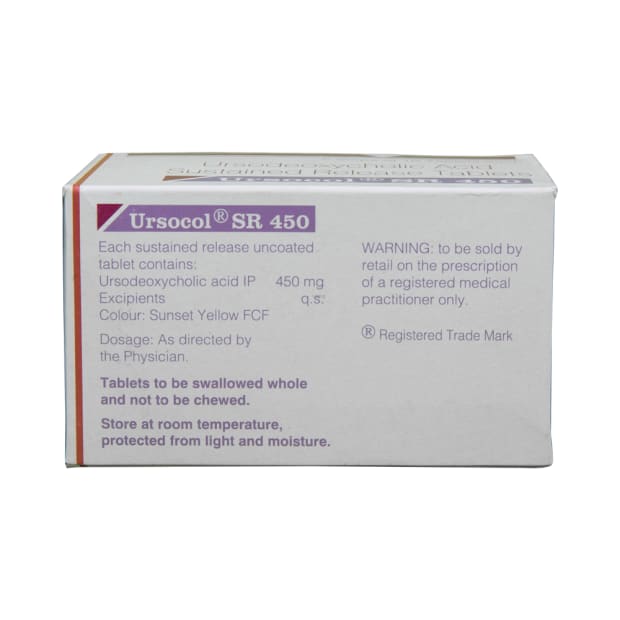 Ursodeoxycholic Acid
Sustained Release Tablets
Ursocol® SR 450
Ursocol® SR 450
Each sustained release uncoated
tablet contains:
Ursodeoxycholic acid IP 450 mg
Excipients q.s.
Colour: Sunset Yellow FCF
Dosage: As directed by
the Physician.
Tablets to be swallowed whole
and not to be chewed.
Store at room temperature,
protected from light and moisture.
WARNING: to be sold by
retail on the prescription
of a registered medical
practitioner only.
® Registered Trade Mark